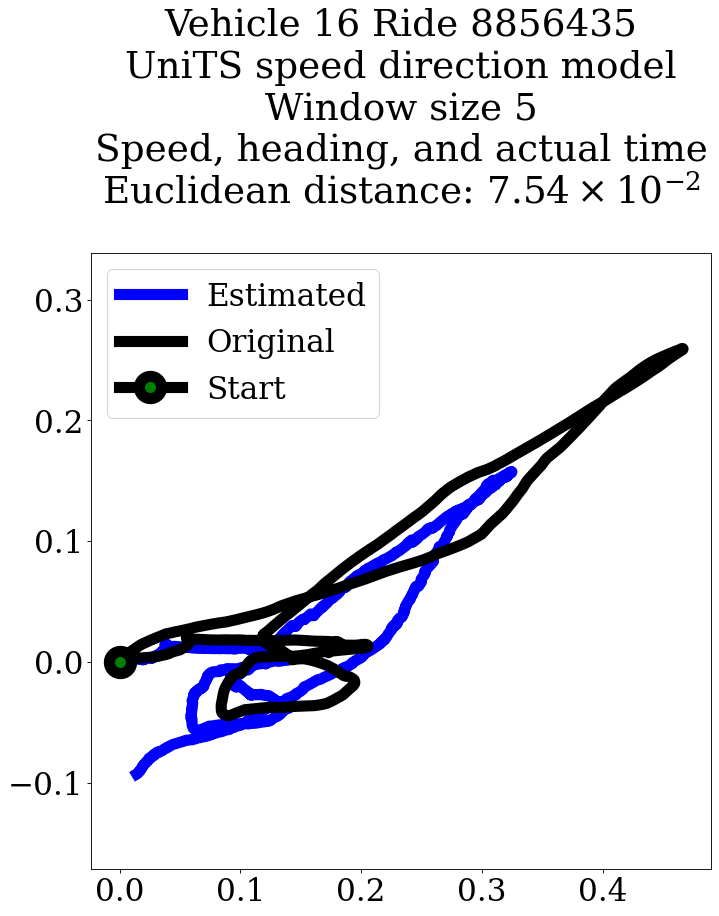 Vehicle 16 Ride 8856435
UniTS speed direction model
Window size 5
Speed, heading, and actual time
Euclidean distance: 7.54 × 10⁻²
Estimated
Original
Start
0.3
0.2
0.1
0.0
−0.1
0.0 0.1 0.2 0.3 0.4